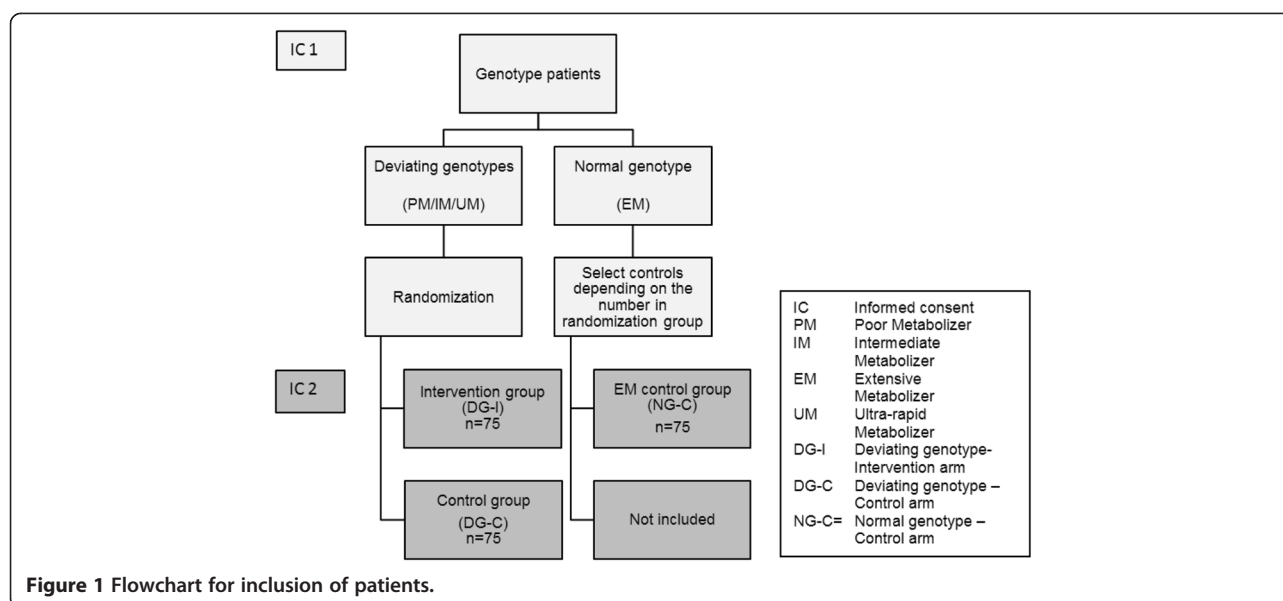 IC 1
Genotype patients
Deviating genotypes
(PM/IM/UM)
Normal genotype
(EM)
Randomization
Select controls
depending on the
number in
randomization group
IC 2
Intervention group
(DG-I)
n=75
EM control group
(NG-C)
n=75
Control group
(DG-C)
n=75
Not included
IC Informed consent
PM Poor Metabolizer
IM Intermediate
Metabolizer
EM Extensive
Metabolizer
UM Ultra-rapid
Metabolizer
DG-I Deviating genotype-
Intervention arm
DG-C Deviating genotype –
Control arm
NG-C= Normal genotype –
Control arm
Figure 1 Flowchart for inclusion of patients.